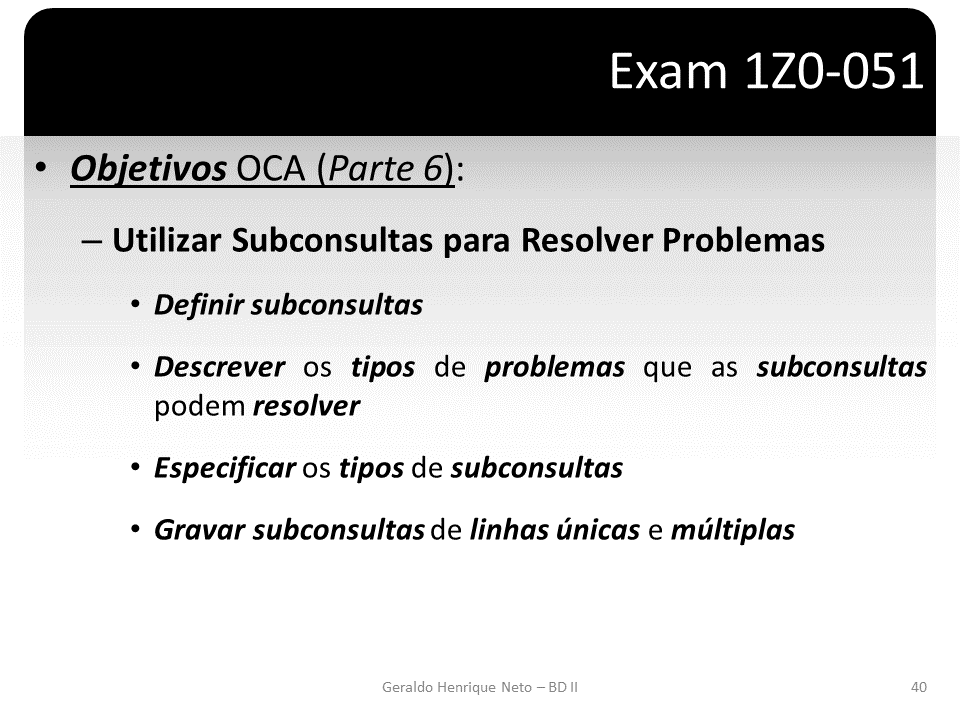 Exam 1Z0-051
• Objetivos OCA (Parte 6):
– Utilizar Subconsultas para Resolver Problemas
• Definir subconsultas
• Descrever os tipos de problemas que as subconsultas
podem resolver
• Especificar os tipos de subconsultas
• Gravar subconsultas de linhas únicas e múltiplas
Geraldo Henrique Neto – BD II
40